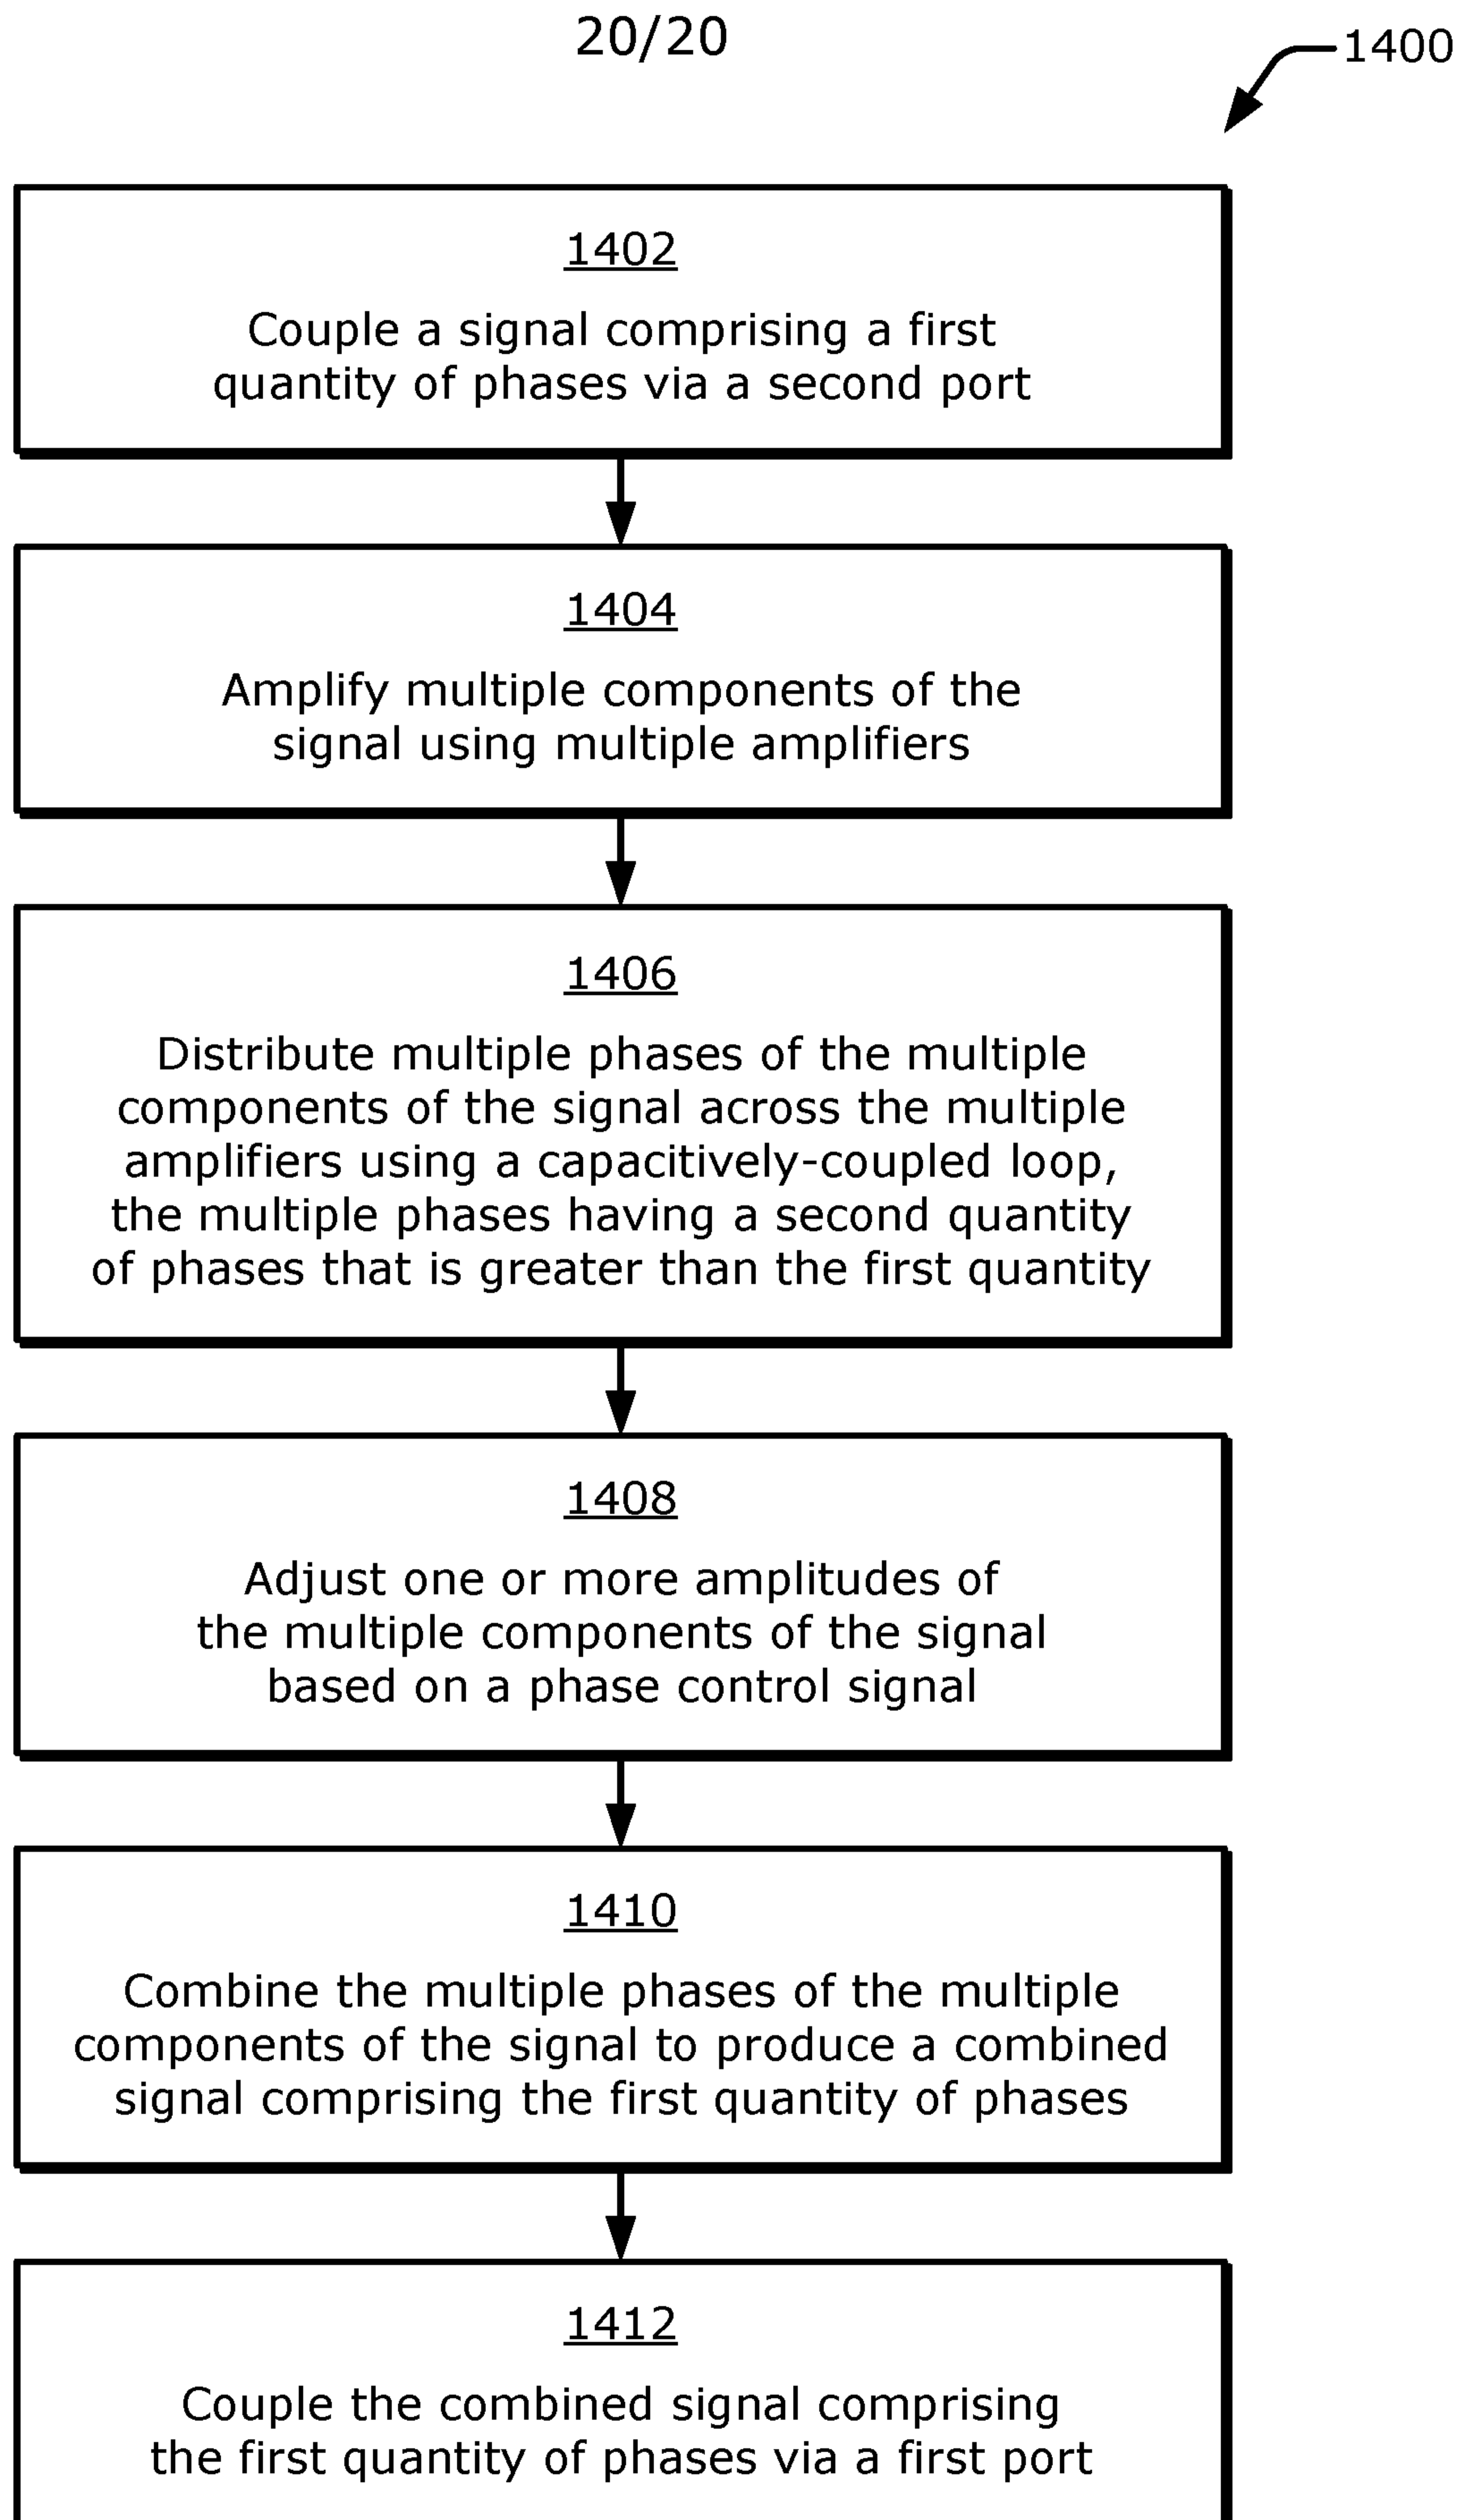 20/20
1400
1402
Couple a signal comprising a first
quantity of phases via a second port
1404
Amplify multiple components of the
signal using multiple amplifiers
1406
Distribute multiple phases of the multiple
components of the signal across the multiple
amplifiers using a capacitively-coupled loop,
the multiple phases having a second quantity
of phases that is greater than the first quantity
1408
Adjust one or more amplitudes of
the multiple components of the signal
based on a phase control signal
1410
Combine the multiple phases of the multiple
components of the signal to produce a combined
signal comprising the first quantity of phases
1412
Couple the combined signal comprising
the first quantity of phases via a first port